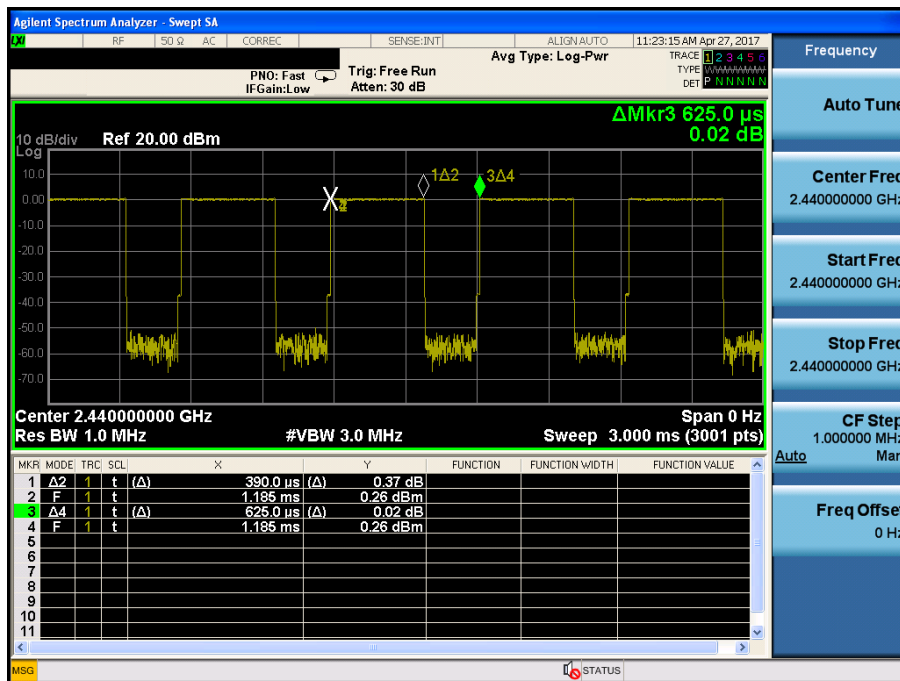 Agilent Spectrum Analyzer - Swept SA
LXI RF 50 Ω AC CORREC SENSE:INT ALIGN AUTO 11:23:15 AM Apr 27, 2017
PNO: Fast Trig: Free Run Avg Type: Log-Pwr TRACE 1 2 3 4 5 6
IFGain:Low Atten: 30 dB TYPE WWWWWW
DET P N N N N N
ΔMkr3 625.0 µs
0.02 dB
10 dB/div Ref 20.00 dBm
Log
10.0
0.00
-10.0
-20.0
-30.0
-40.0
-50.0
-60.0
-70.0
X
1Δ2
3Δ4
Center 2.440000000 GHz Span 0 Hz
Res BW 1.0 MHz #VBW 3.0 MHz Sweep 3.000 ms (3001 pts)
MKR MODE TRC SCL X Y FUNCTION FUNCTION WIDTH FUNCTION VALUE
1 Δ2 1 t (Δ) 390.0 µs (Δ) 0.37 dB
2 F 1 t 1.185 ms 0.26 dBm
3 Δ4 1 t (Δ) 625.0 µs (Δ) 0.02 dB
4 F 1 t 1.185 ms 0.26 dBm
5
6
7
8
9
10
11
MSG STATUS
Frequency
Auto Tune
Center Freq
2.440000000 GHz
Start Freq
2.440000000 GHz
Stop Freq
2.440000000 GHz
CF Step
1.000000 MHz
Auto Man
Freq Offset
0 Hz